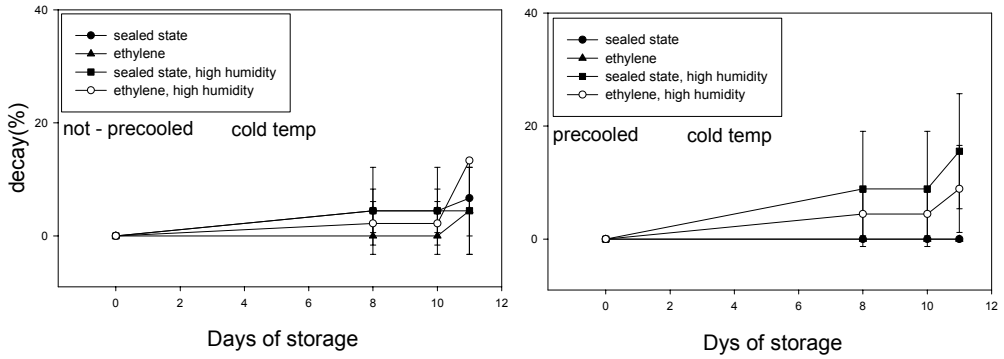 40
20
0
decay(%)
sealed state
ethylene
sealed state, high humidity
ethylene, high humidity
not - precooled cold temp
0 2 4 6 8 10 12
Days of storage
40
20
0
sealed state
ethylene
sealed state, high humidity
ethylene, high humidity
precooled cold temp
0 2 4 6 8 10 12
Dys of storage